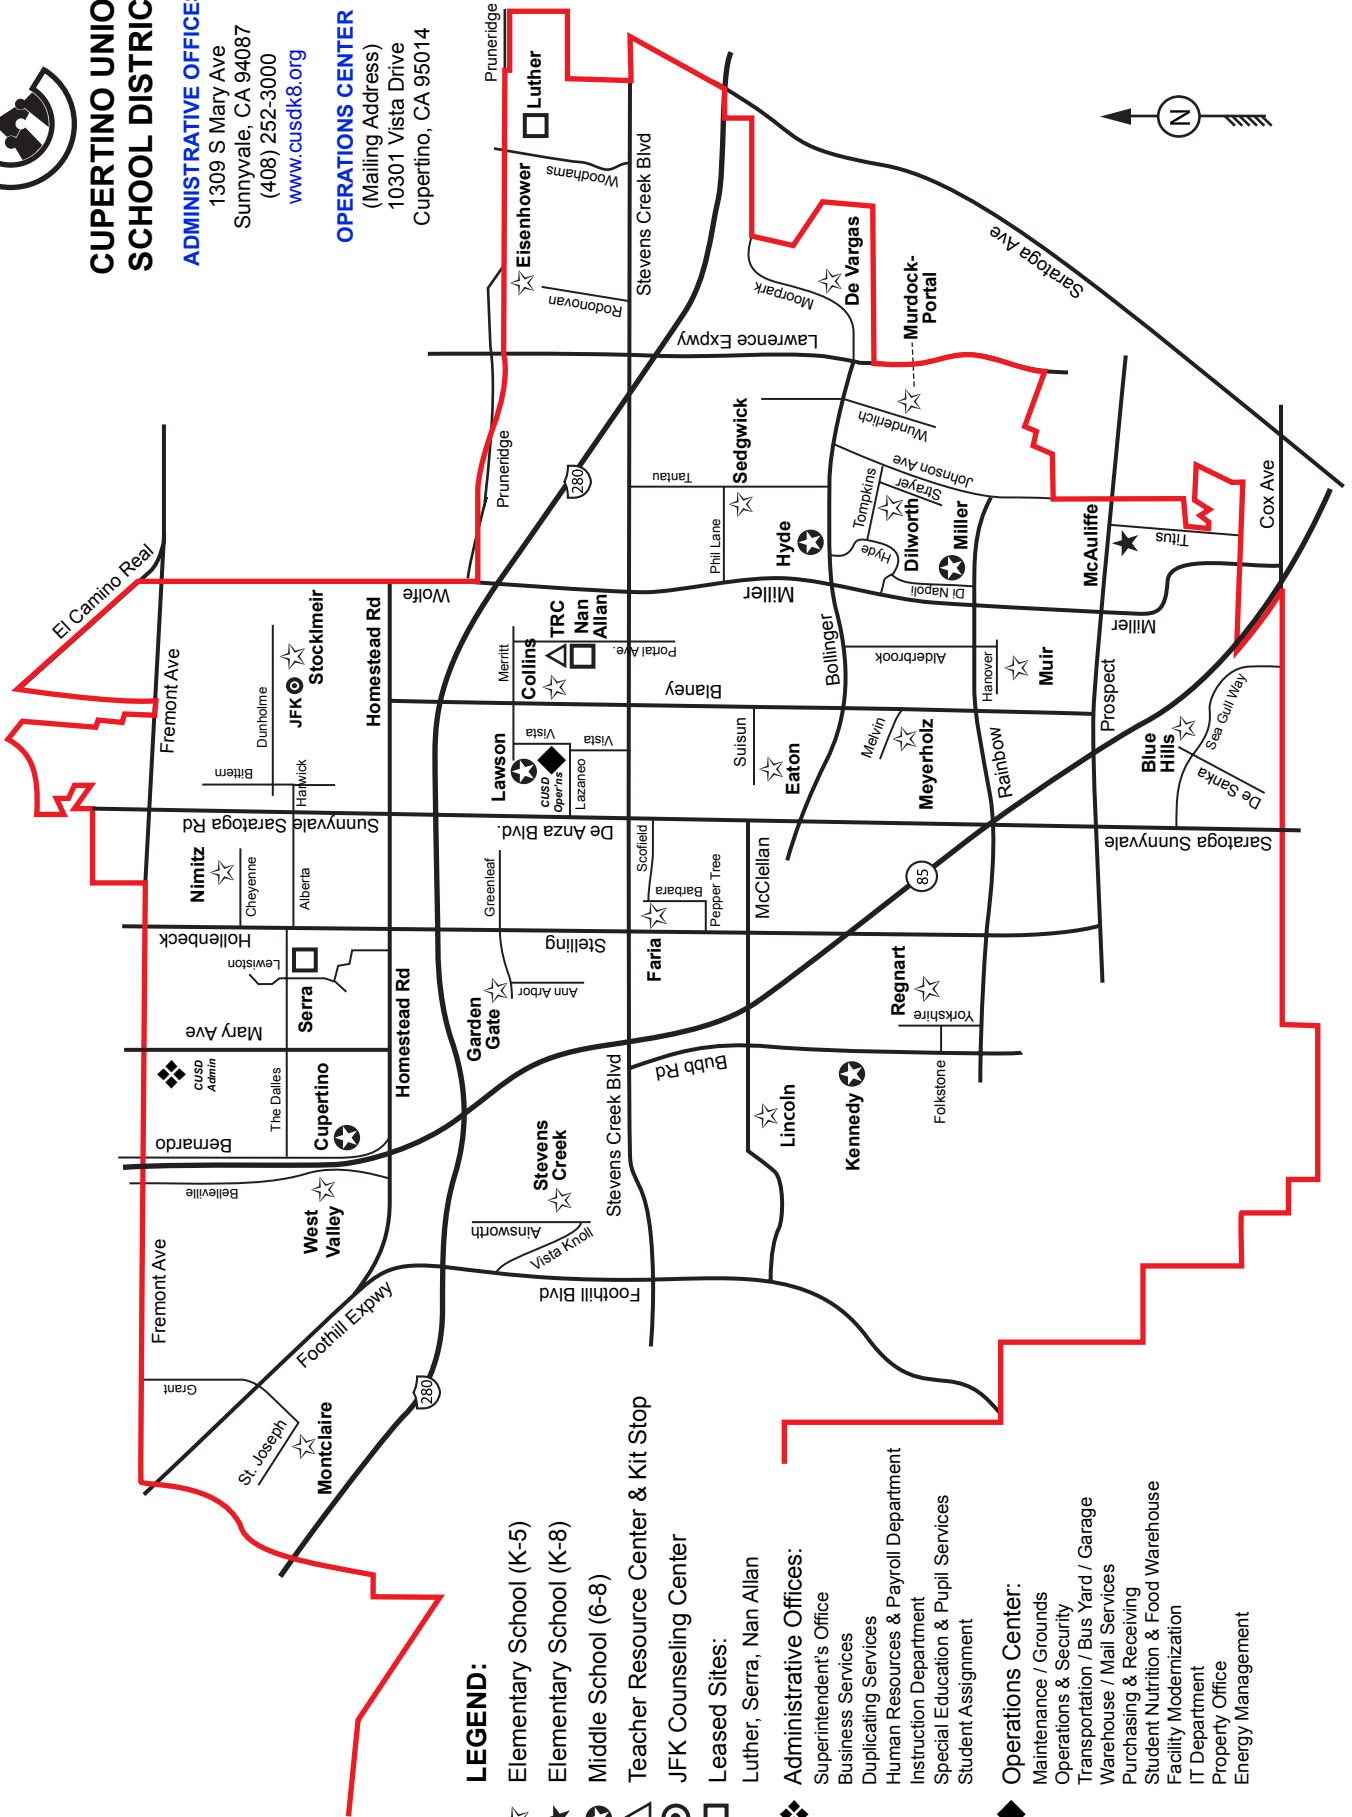 CUPERTINO UNIO
SCHOOL DISTRIC
ADMINISTRATIVE OFFICES
1309 S Mary Ave
Sunnyvale, CA 94087
(408) 252-3000
www.cusdk8.org
OPERATIONS CENTER
(Mailing Address)
10301 Vista Drive
Cupertino, CA 95014
N
El Camino Real
Fremont Ave
Fremont Ave
Grant
St. Joseph
Montclaire
Foothill Expwy
280
West
Valley
Belleville
Bernardo
Cupertino
The Dalles
CUSD
Admin
Mary Ave
Serra
Lewiston
Hollenbeck
Nimitz
Cheyenne
Alberta
Sunnyvale Saratoga Rd
Bittern
Harwick
Dunholme
JFK
Stocklmeir
Homestead Rd
Homestead Rd
Wolfe
Pruneridge
Pruneridge
Luther
Woodhams
Eisenhower
Rodonovan
Stevens Creek Blvd
Stevens Creek Blvd
Lawrence Expwy
280
Merritt
Collins
TRC
Nan
Allan
Portal Ave.
Blaney
Lawson
Vista
Vista
CUSD
Oper'ns
Lazaneo
De Anza Blvd.
Greenleaf
Garden
Gate
Ann Arbor
Stelling
Stevens
Creek
Ainsworth
Vista Knoll
Foothill Blvd
Faria
Scofield
Barbara
Pepper Tree
McClellan
Bubb Rd
Lincoln
Kennedy
Folkstone
Yorkshire
Regnart
85
Suisun
Eaton
Melvin
Meyerholz
Rainbow
Bollinger
Miller
Phil Lane
Tantau
Sedgwick
Hyde
Hyde
Tompkins
Dilworth
Strayer
Johnson Ave
Miller
Di Napoli
Wunderlich
Murdock-
Portal
Moorpark
De Vargas
Saratoga Ave
Alderbrook
Hanover
Muir
McAuliffe
Titus
Cox Ave
Miller
Prospect
Blue
Hills
Sea Gull Way
De Sanka
Saratoga Sunnyvale
LEGEND:
Elementary School (K-5)
Elementary School (K-8)
Middle School (6-8)
Teacher Resource Center & Kit Stop
JFK Counseling Center
Leased Sites:
Luther, Serra, Nan Allan
Administrative Offices:
Superintendent's Office
Business Services
Duplicating Services
Human Resources & Payroll Department
Instruction Department
Special Education & Pupil Services
Student Assignment
Operations Center:
Maintenance / Grounds
Operations & Security
Transportation / Bus Yard / Garage
Warehouse / Mail Services
Purchasing & Receiving
Student Nutrition & Food Warehouse
Facility Modernization
IT Department
Property Office
Energy Management